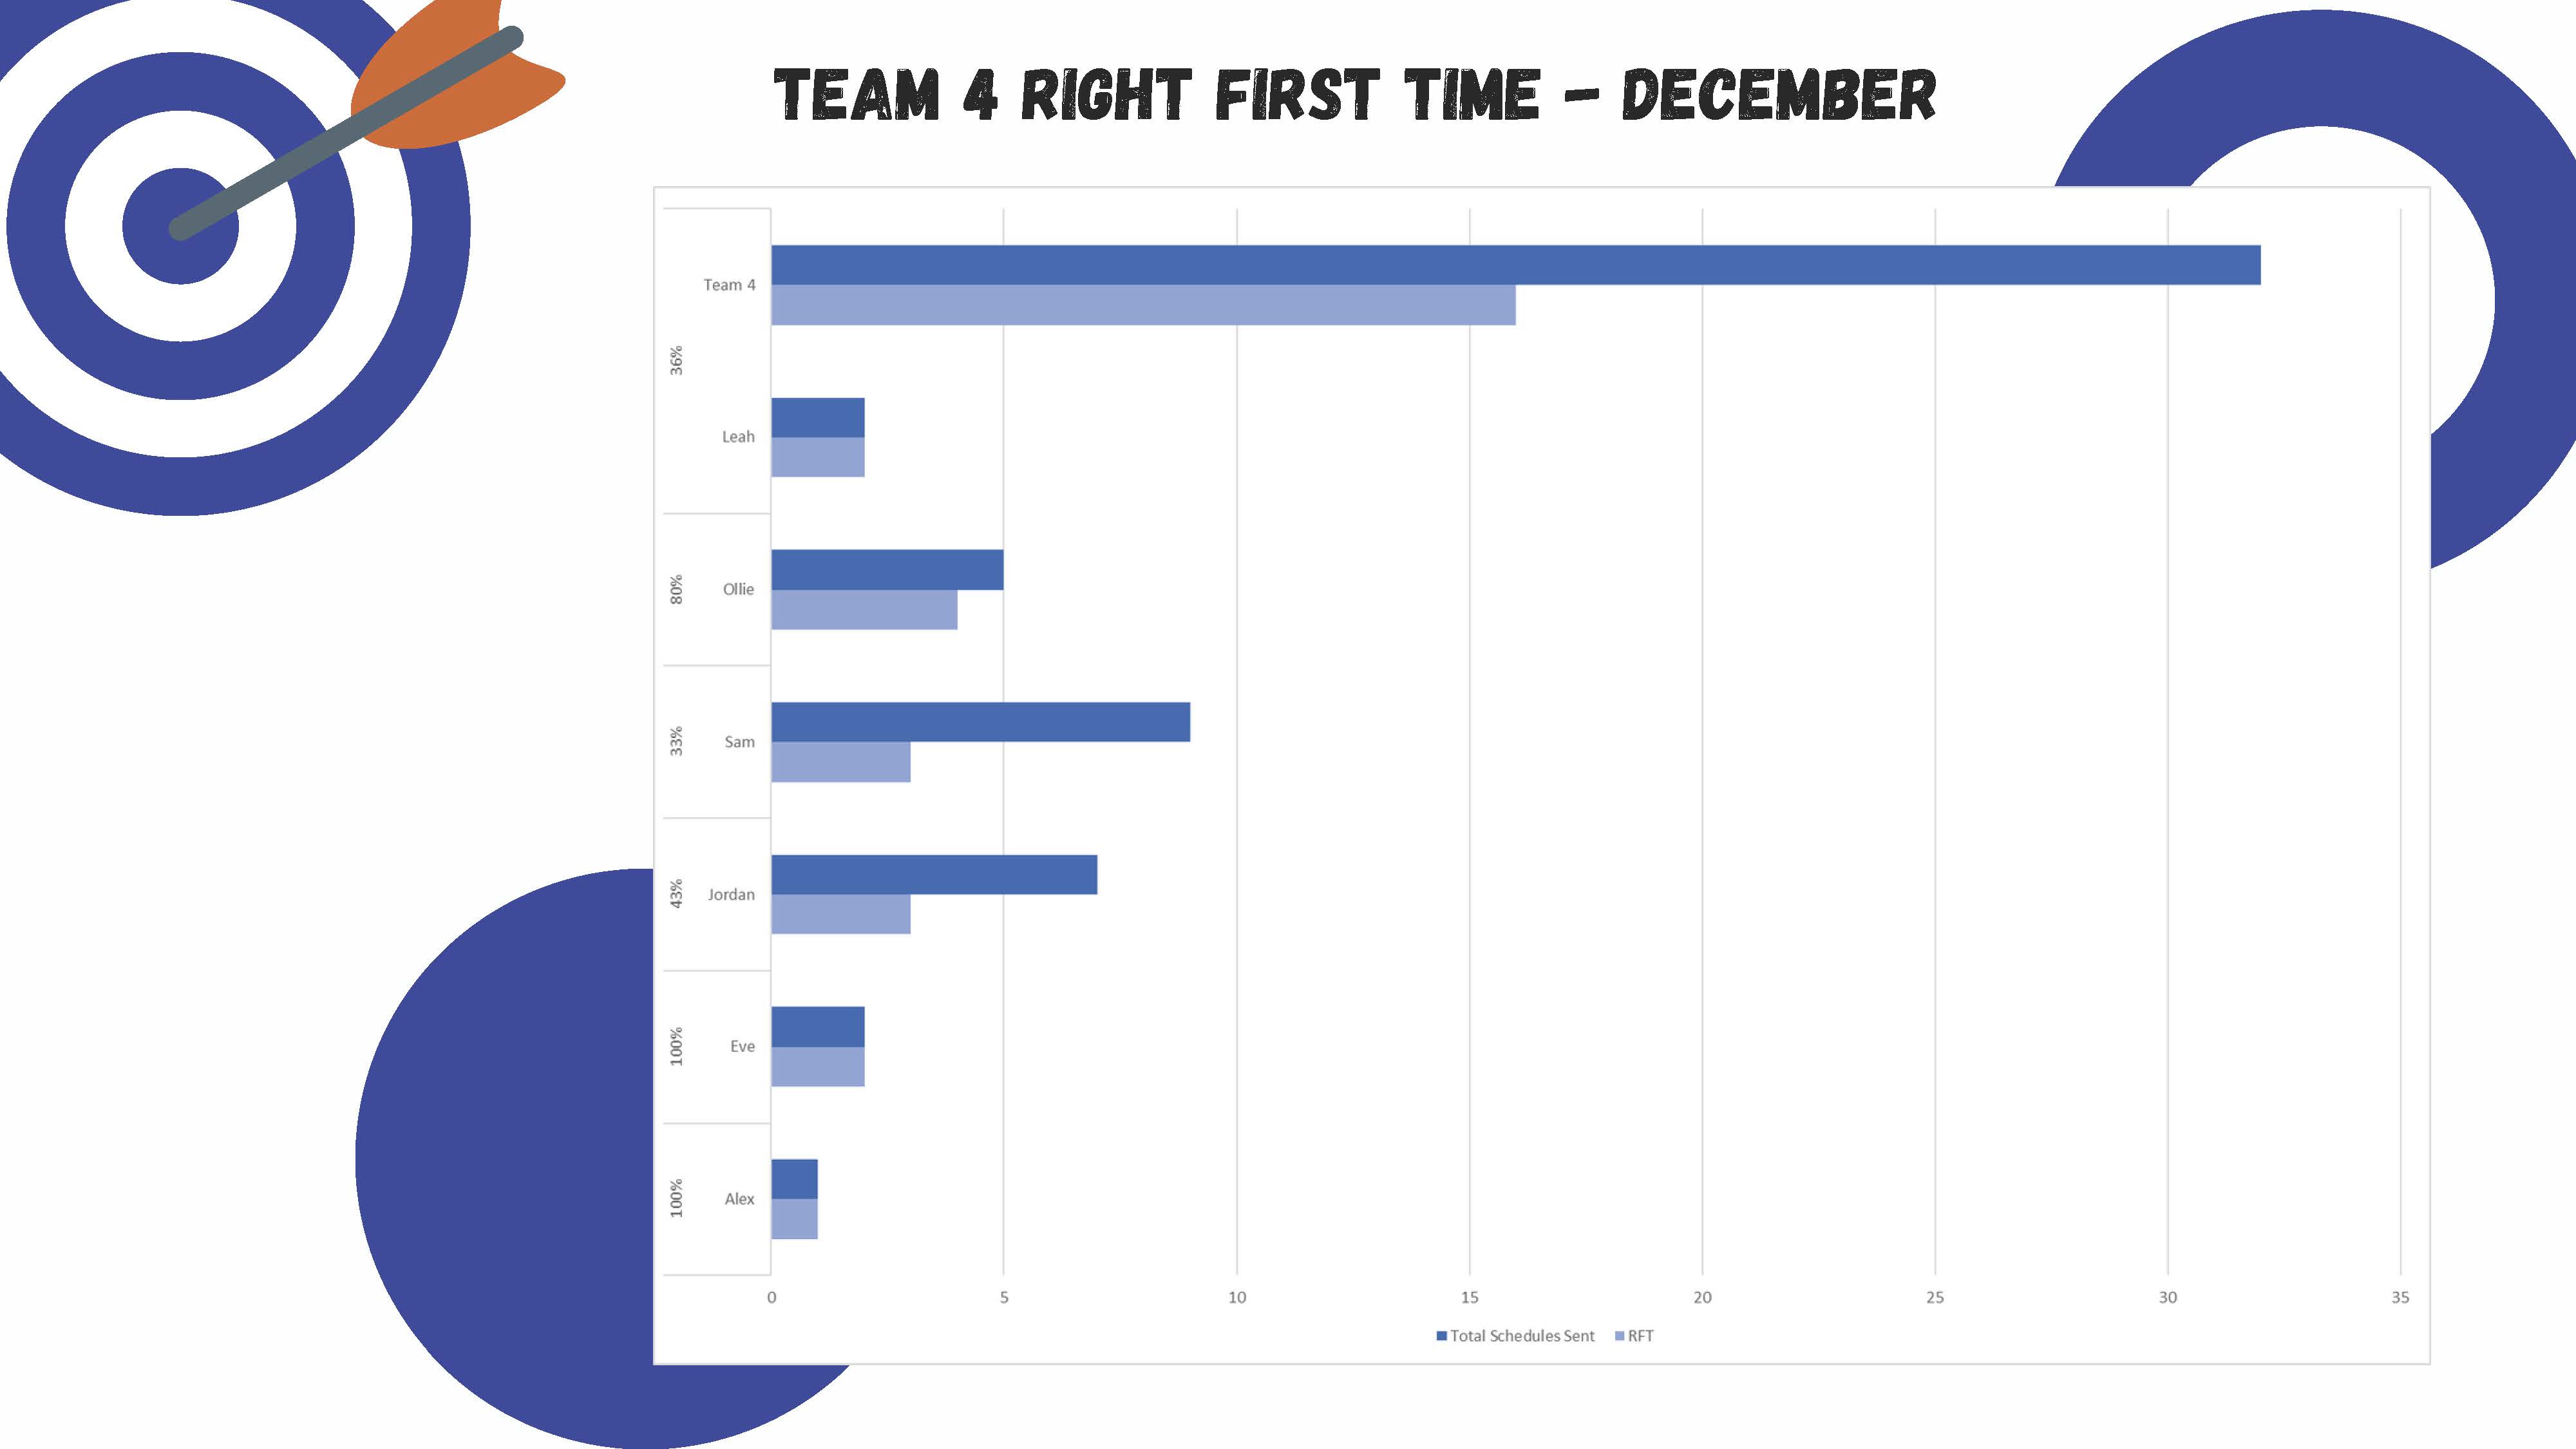 TEAM 4 RIGHT FIRST TIME – DECEMBER
Team 4
36%
Leah
80% Ollie
33% Sam
43% Jordan
100% Eve
100% Alex
0 5 10 15 20 25 30 35
Total Schedules Sent RFT